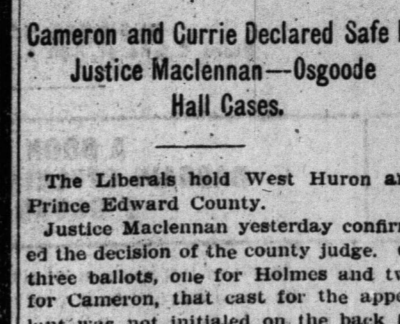 Cameron and Currie Declared Safe
Justice Maclennan—Osgoode
Hall Cases.
The Liberals hold West Huron
Prince Edward County.
Justice Maclennan yesterday confirm
ed the decision of the county judge.
three ballots, one for Holmes and
for Cameron, that cast for the
was not initialed on the back